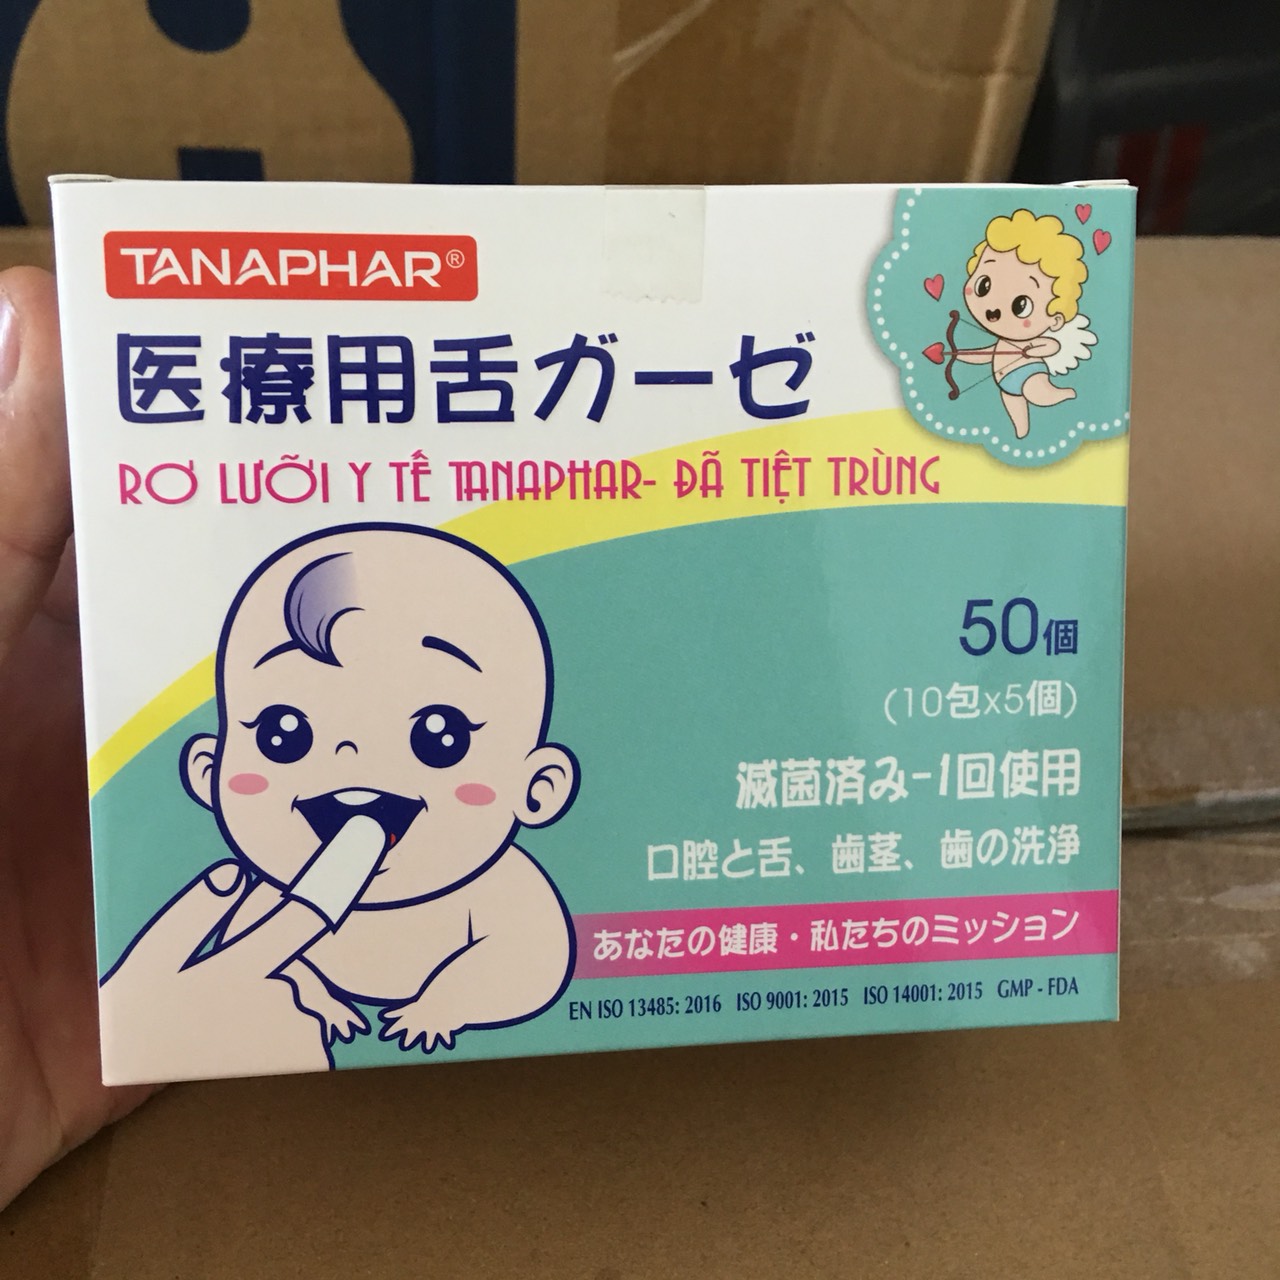 TANAPHAR®
医療用舌ガーゼ
RƠ LƯỠI Y TẾ TANAPHAR- ĐÃ TIỆT TRÙNG
50個
(10包x5個)
滅菌済み-1回使用
口腔と舌、歯茎、歯の洗浄
あなたの健康・私たちのミッション
EN ISO 13485: 2016 ISO 9001: 2015 ISO 14001: 2015 GMP - FDA